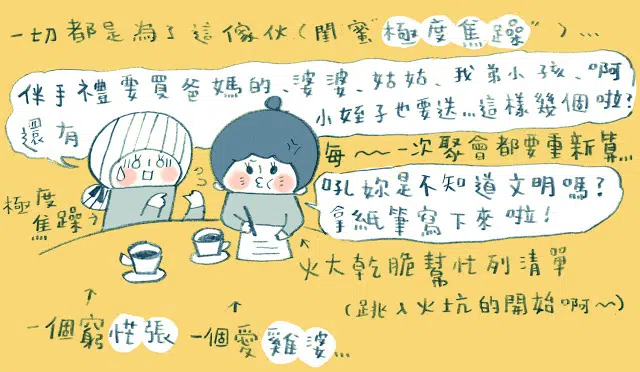 一切都是為了這傢伙(閨蜜"極度焦躁")...
伴手禮要買爸媽的、婆婆、姑姑、我弟小孩、啊
小姪子也要送...這樣幾個啦?
還有
每～一次聚會都要重新算...
吼妳是不知道文明嗎?
拿紙筆寫下來啦!
極度
焦躁
火大乾脆幫忙列清單
(跳入火坑的開始啊～)
一個窮慌張
一個愛雞婆...